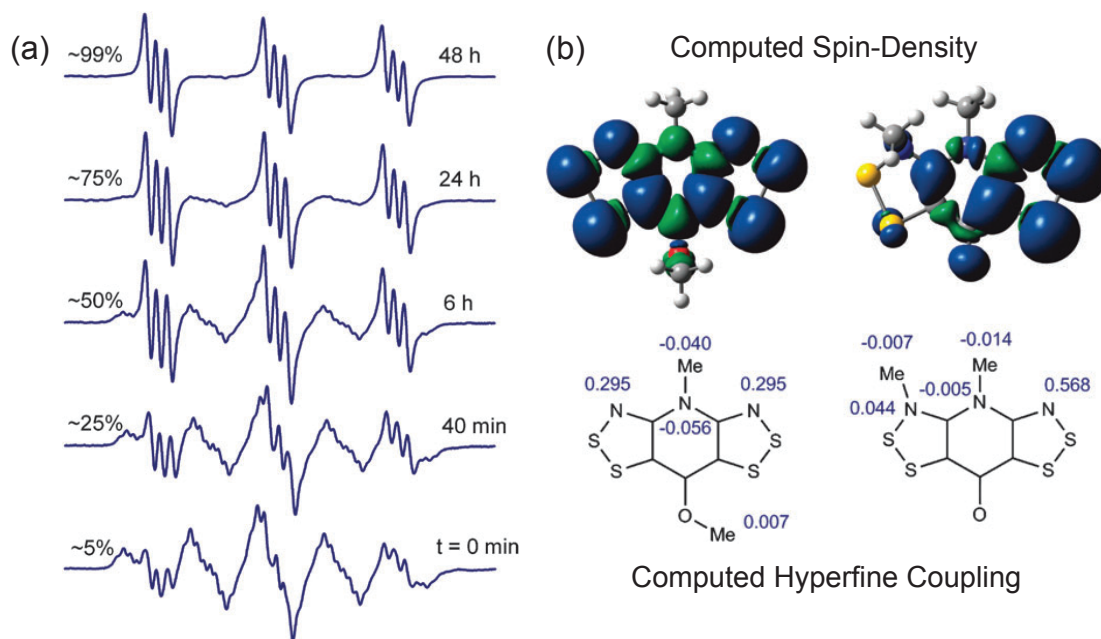 (a)
~99%
48 h
~75%
24 h
~50%
6 h
~25%
40 min
~5%
t = 0 min
(b)
Computed Spin-Density
-0.040
Me
0.295
0.295
N
N
N
-0.056
S
S
S
S
O
Me
0.007
-0.007
-0.014
Me
Me
-0.005
0.568
0.044
N
N
N
S
S
S
S
O
Computed Hyperfine Coupling